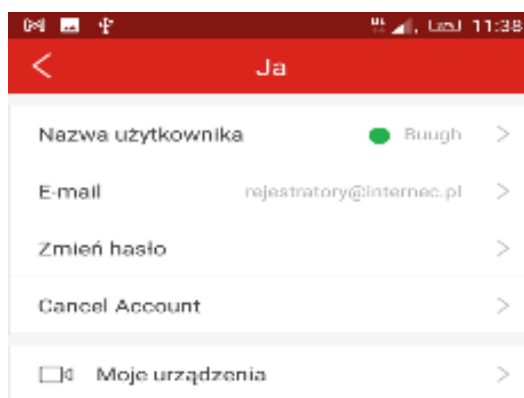 11:38
Ja
Nazwa użytkownika Buugh
E-mail rejestratory@internec.pl
Zmień hasło
Cancel Account
Moje urządzenia